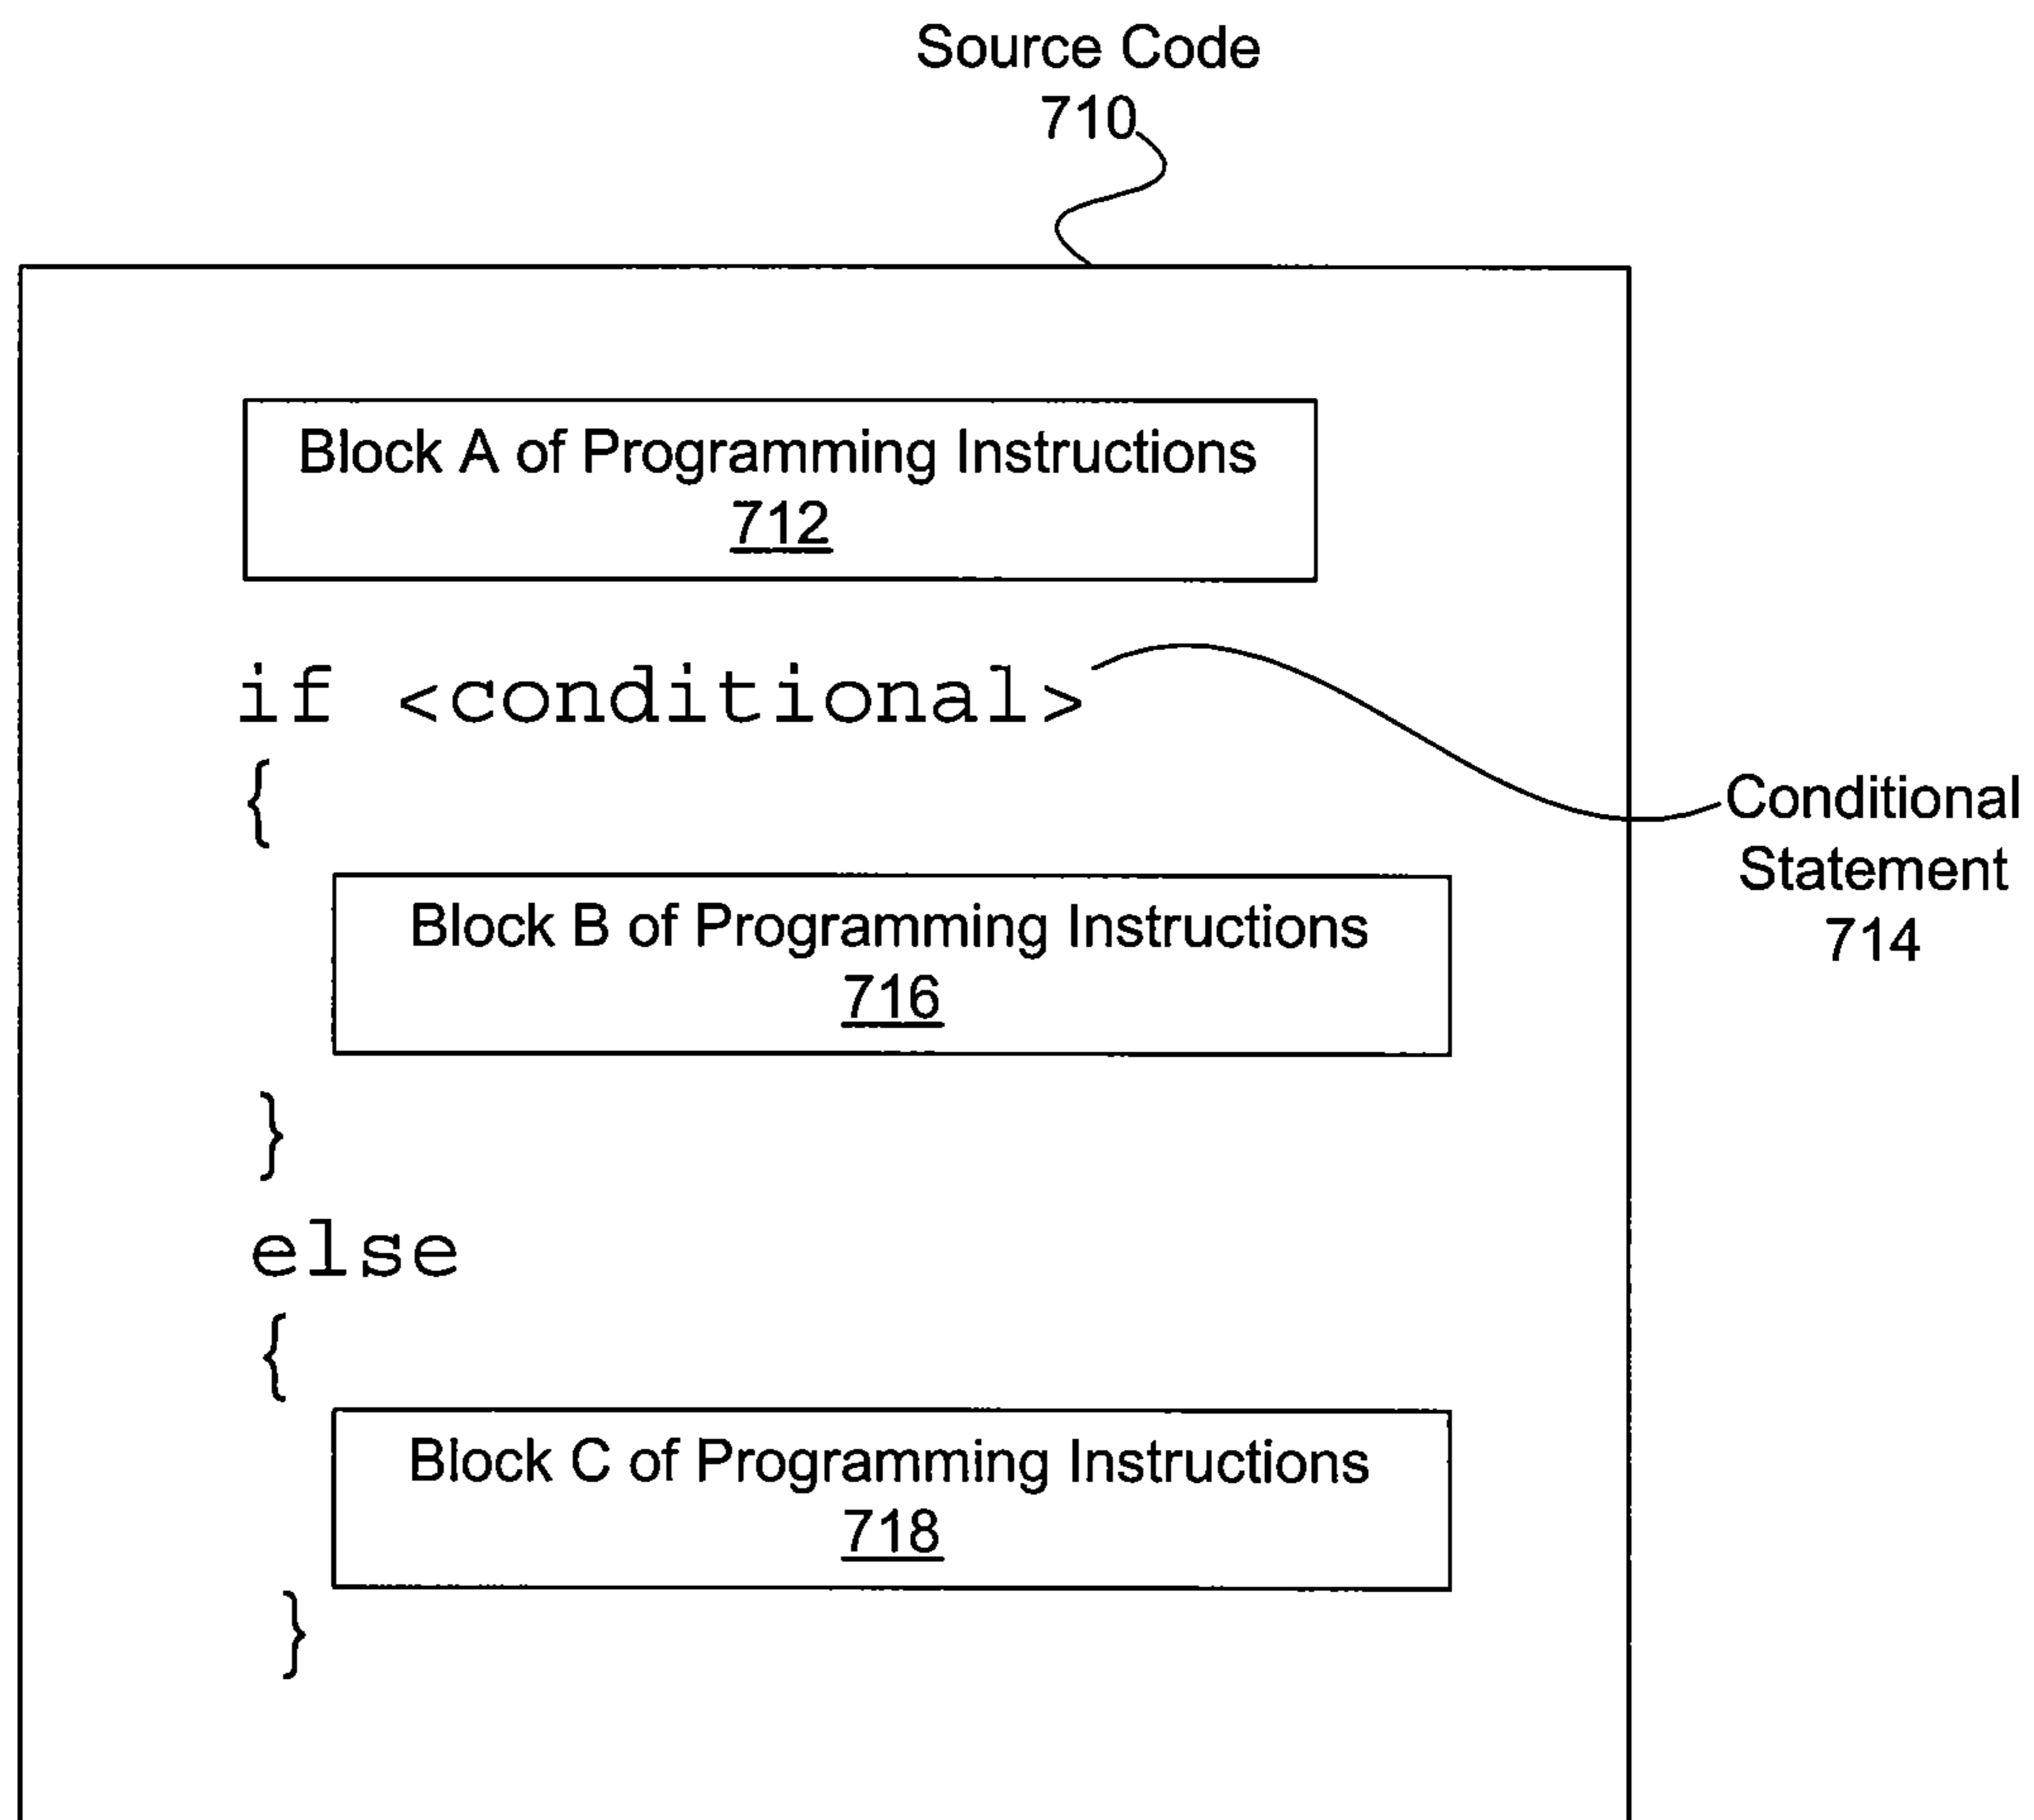 Source Code
710
Block A of Programming Instructions
712
if <conditional>
{
Conditional
Statement
714
Block B of Programming Instructions
716
}
else
{
Block C of Programming Instructions
718
}